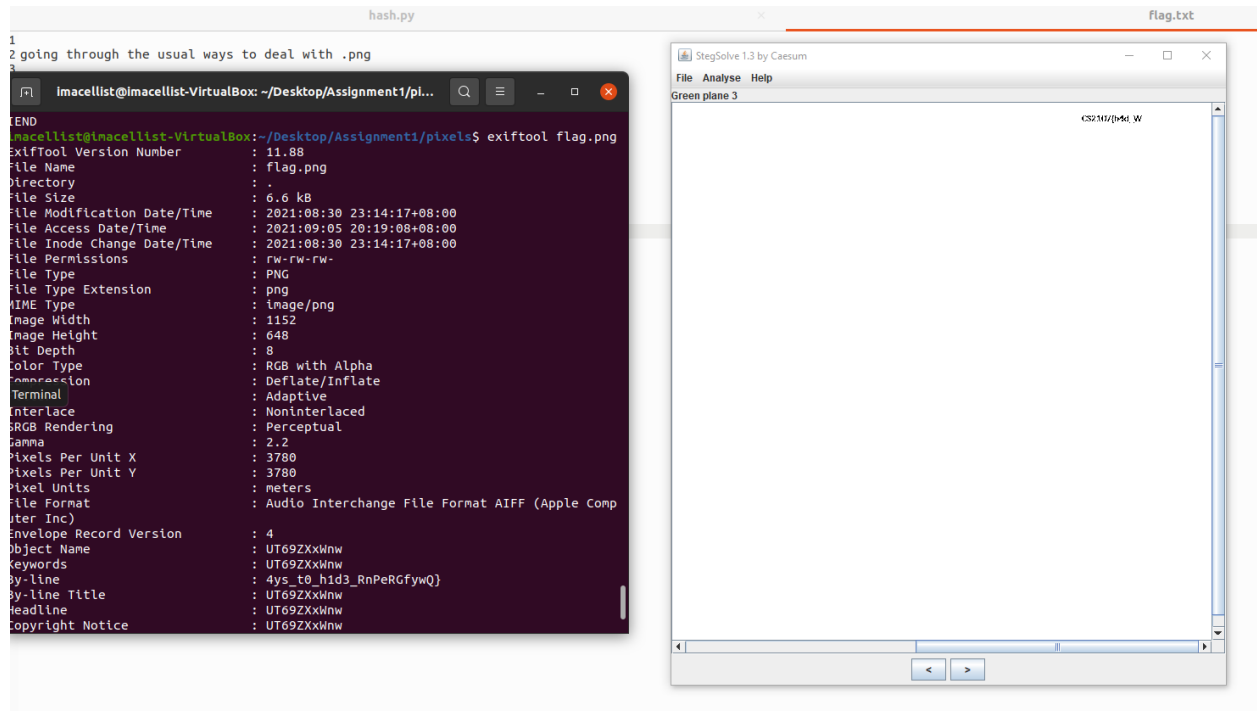 hash.py × flag.txt
1
2 going through the usual ways to deal with .png
3
imacellist@imacellist-VirtualBox: ~/Desktop/Assignment1/pi...
IEND
imacellist@imacellist-VirtualBox:~/Desktop/Assignment1/pixels$ exiftool flag.png
ExifTool Version Number : 11.88
File Name : flag.png
Directory : .
File Size : 6.6 kB
File Modification Date/Time : 2021:08:30 23:14:17+08:00
File Access Date/Time : 2021:09:05 20:19:08+08:00
File Inode Change Date/Time : 2021:08:30 23:14:17+08:00
File Permissions : rw-rw-rw-
File Type : PNG
File Type Extension : png
MIME Type : image/png
Image Width : 1152
Image Height : 648
Bit Depth : 8
Color Type : RGB with Alpha
Compression : Deflate/Inflate
Terminal : Adaptive
Interlace : Noninterlaced
SRGB Rendering : Perceptual
Gamma : 2.2
Pixels Per Unit X : 3780
Pixels Per Unit Y : 3780
Pixel Units : meters
File Format : Audio Interchange File Format AIFF (Apple Comp
uter Inc)
Envelope Record Version : 4
Object Name : UT69ZXxWnw
Keywords : UT69ZXxWnw
By-line : 4ys_t0_h1d3_RnPeRGfywQ}
By-line Title : UT69ZXxWnw
Headline : UT69ZXxWnw
Copyright Notice : UT69ZXxWnw
StegSolve 1.3 by Caesum
File Analyse Help
Green plane 3
< >